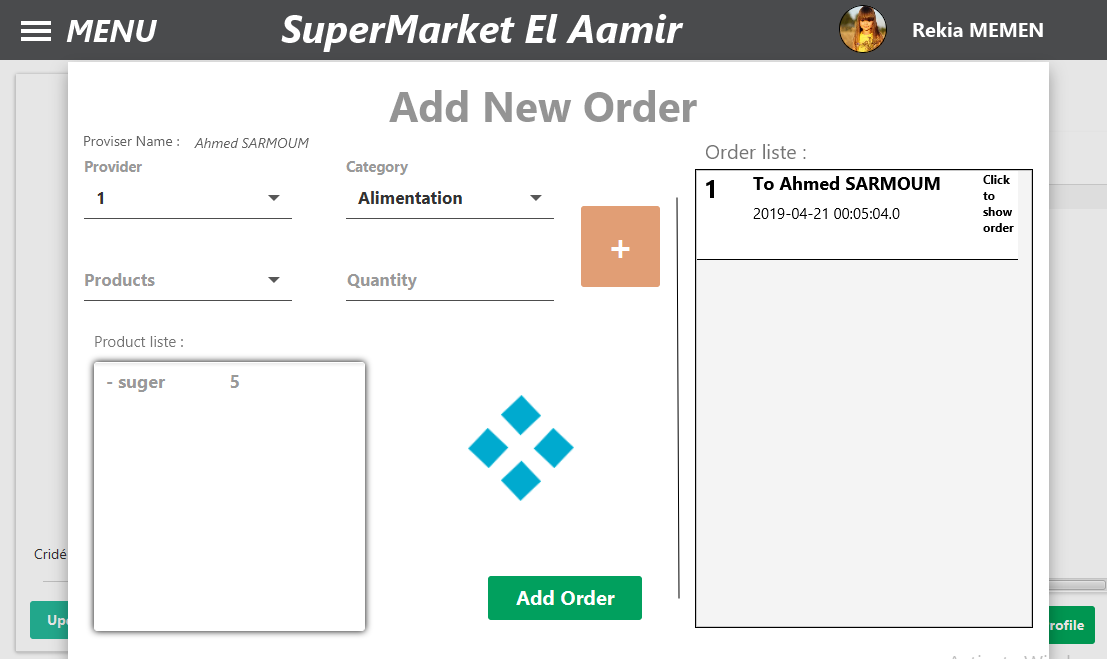 MENU
SuperMarket El Aamir
Rekia MEMEN
Add New Order
Proviser Name : Ahmed SARMOUM
Provider
1
Category
Alimentation
+
Products
Quantity
Product liste :
- suger 5
Add Order
Order liste :
1
To Ahmed SARMOUM
2019-04-21 00:05:04.0
Click
to
show
order
Cridé